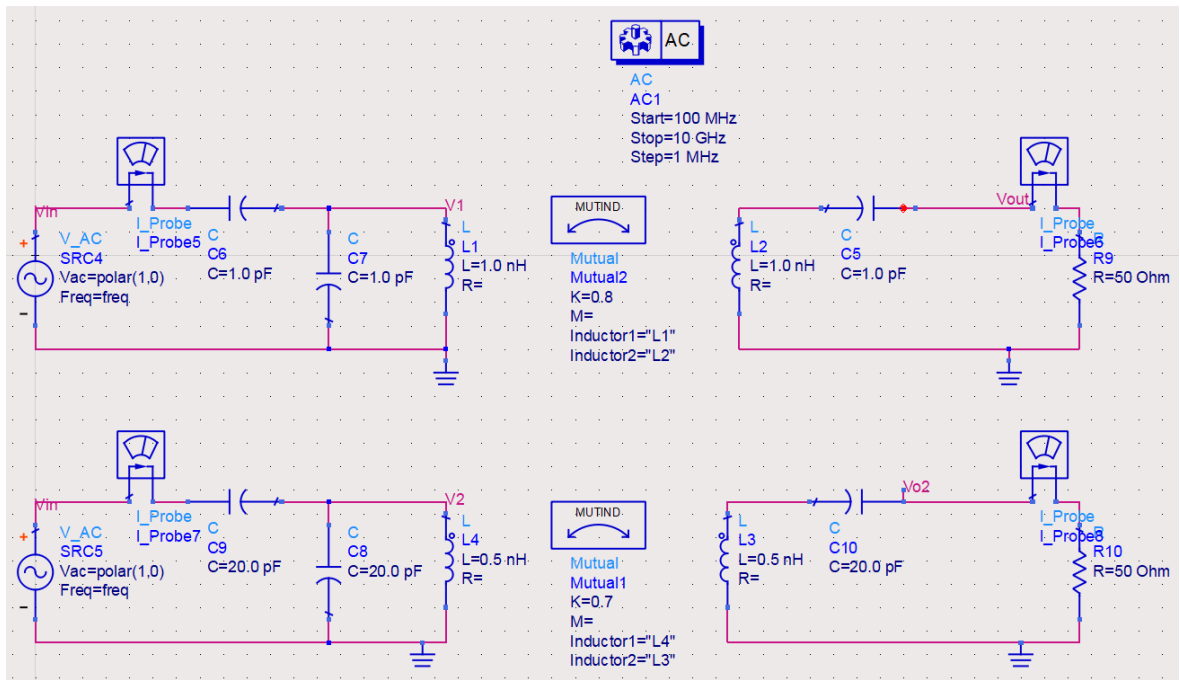 AC
AC
AC1
Start=100 MHz
Stop=10 GHz
Step=1 MHz
Vin
I_Probe
I_Probe5
V_AC
SRC4
Vac=polar(1,0)
Freq=freq
C
C6
C=1.0 pF
C
C7
C=1.0 pF
V1
L
L1
L=1.0 nH
R=
MUTIND
Mutual
Mutual2
K=0.8
M=
Inductor1="L1"
Inductor2="L2"
L
L2
L=1.0 nH
R=
C
C5
C=1.0 pF
Vout
I_Probe
I_Probe6
R
R9
R=50 Ohm
Vin
I_Probe
I_Probe7
V_AC
SRC5
Vac=polar(1,0)
Freq=freq
C
C9
C=20.0 pF
C
C8
C=20.0 pF
V2
L
L4
L=0.5 nH
R=
MUTIND
Mutual
Mutual1
K=0.7
M=
Inductor1="L4"
Inductor2="L3"
L
L3
L=0.5 nH
R=
C
C10
C=20.0 pF
Vo2
I_Probe
I_Probe8
R
R10
R=50 Ohm